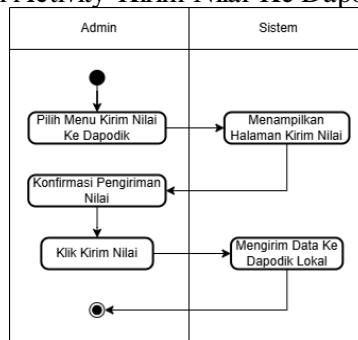 Activity Kirim Nilai Ke Dapo
Admin
Sistem
Pilih Menu Kirim Nilai
Ke Dapodik
Menampilkan
Halaman Kirim Nilai
Konfirmasi Pengiriman
Nilai
Klik Kirim Nilai
Mengirim Data Ke
Dapodik Lokal